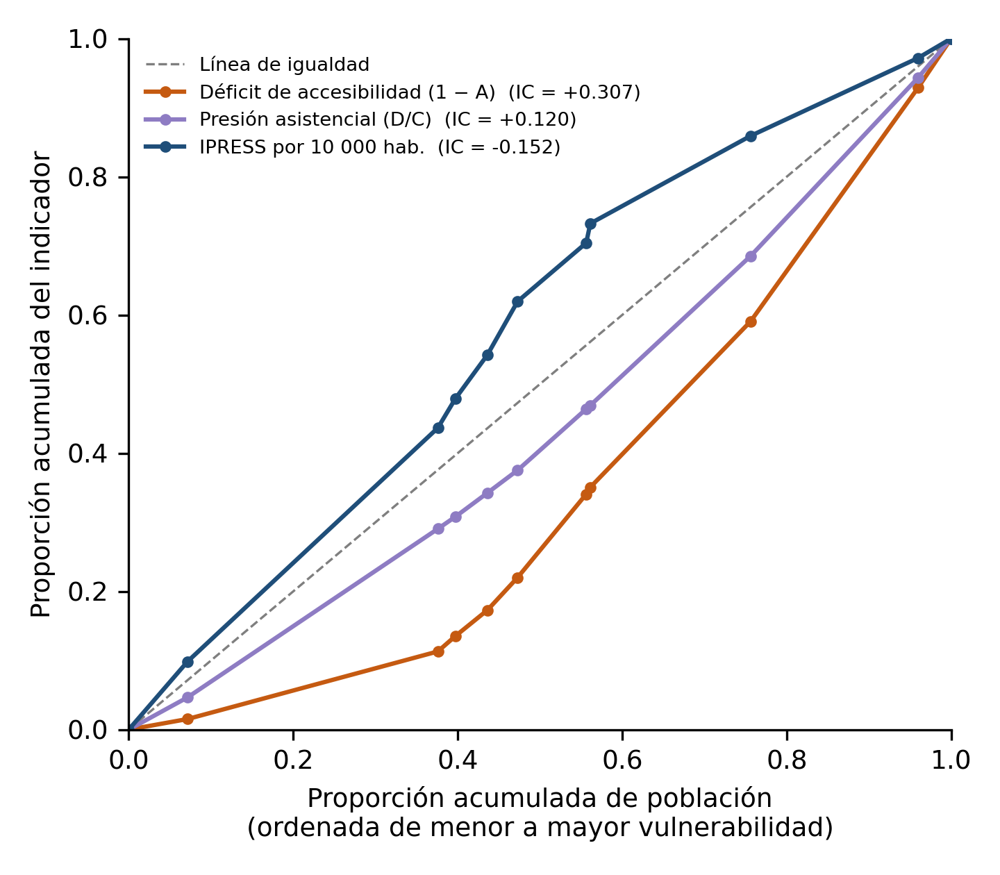 1.0
0.8
0.6
0.4
0.2
0.0
Proporción acumulada del indicador
Línea de igualdad
Déficit de accesibilidad (1 − A)  (IC = +0.307)
Presión asistencial (D/C)  (IC = +0.120)
IPRESS por 10 000 hab.  (IC = -0.152)
0.0 0.2 0.4 0.6 0.8 1.0
Proporción acumulada de población
(ordenada de menor a mayor vulnerabilidad)